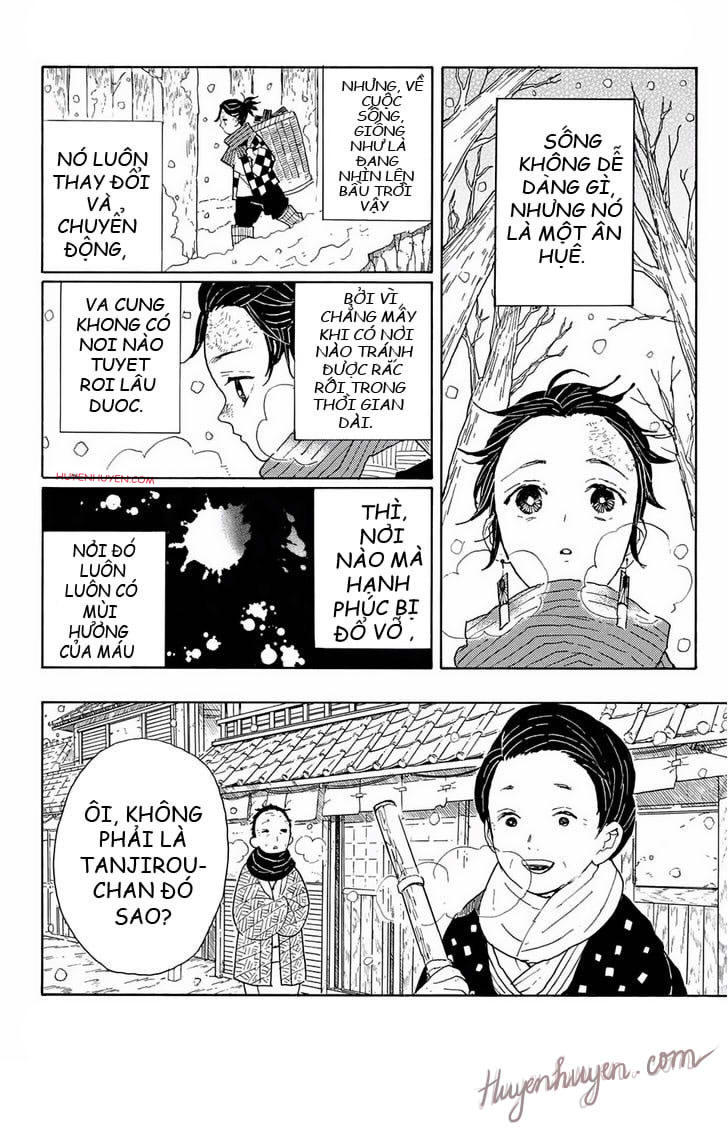 SỐNG
KHÔNG DỄ
DÀNG GÌ,
NHƯNG NÓ
LÀ MỘT ÂN
HUỆ.
NHƯNG, VỀ
CUỘC
SỐNG,
GIỐNG
NHƯ LÀ
ĐANG
NHÌN LÊN
BẦU TRỜI
VẬY
NÓ LUÔN
THAY ĐỔI
VÀ
CHUYỂN
ĐỘNG,
BỞI VÌ
CHẲNG MẤY
KHI CÓ NƠI
NÀO TRÁNH
ĐƯỢC RẮC
RỐI TRONG
THỜI GIAN
DÀI.
VA CUNG
KHONG CÓ
NOI NÀO
TUYET
ROI LÂU
DUOC.
HUYENHUYEN.COM
THÌ,
NƠI
NÀO MÀ
HẠNH
PHÚC BỊ
ĐỔ VỠ,
NƠI ĐÓ
LUÔN
LUÔN CÓ
MÙI
HƯƠNG
CỦA MÁU
ÔI, KHÔNG
PHẢI LÀ
TANJIROU-
CHAN ĐÓ
SAO?
Huyenhuyen.com